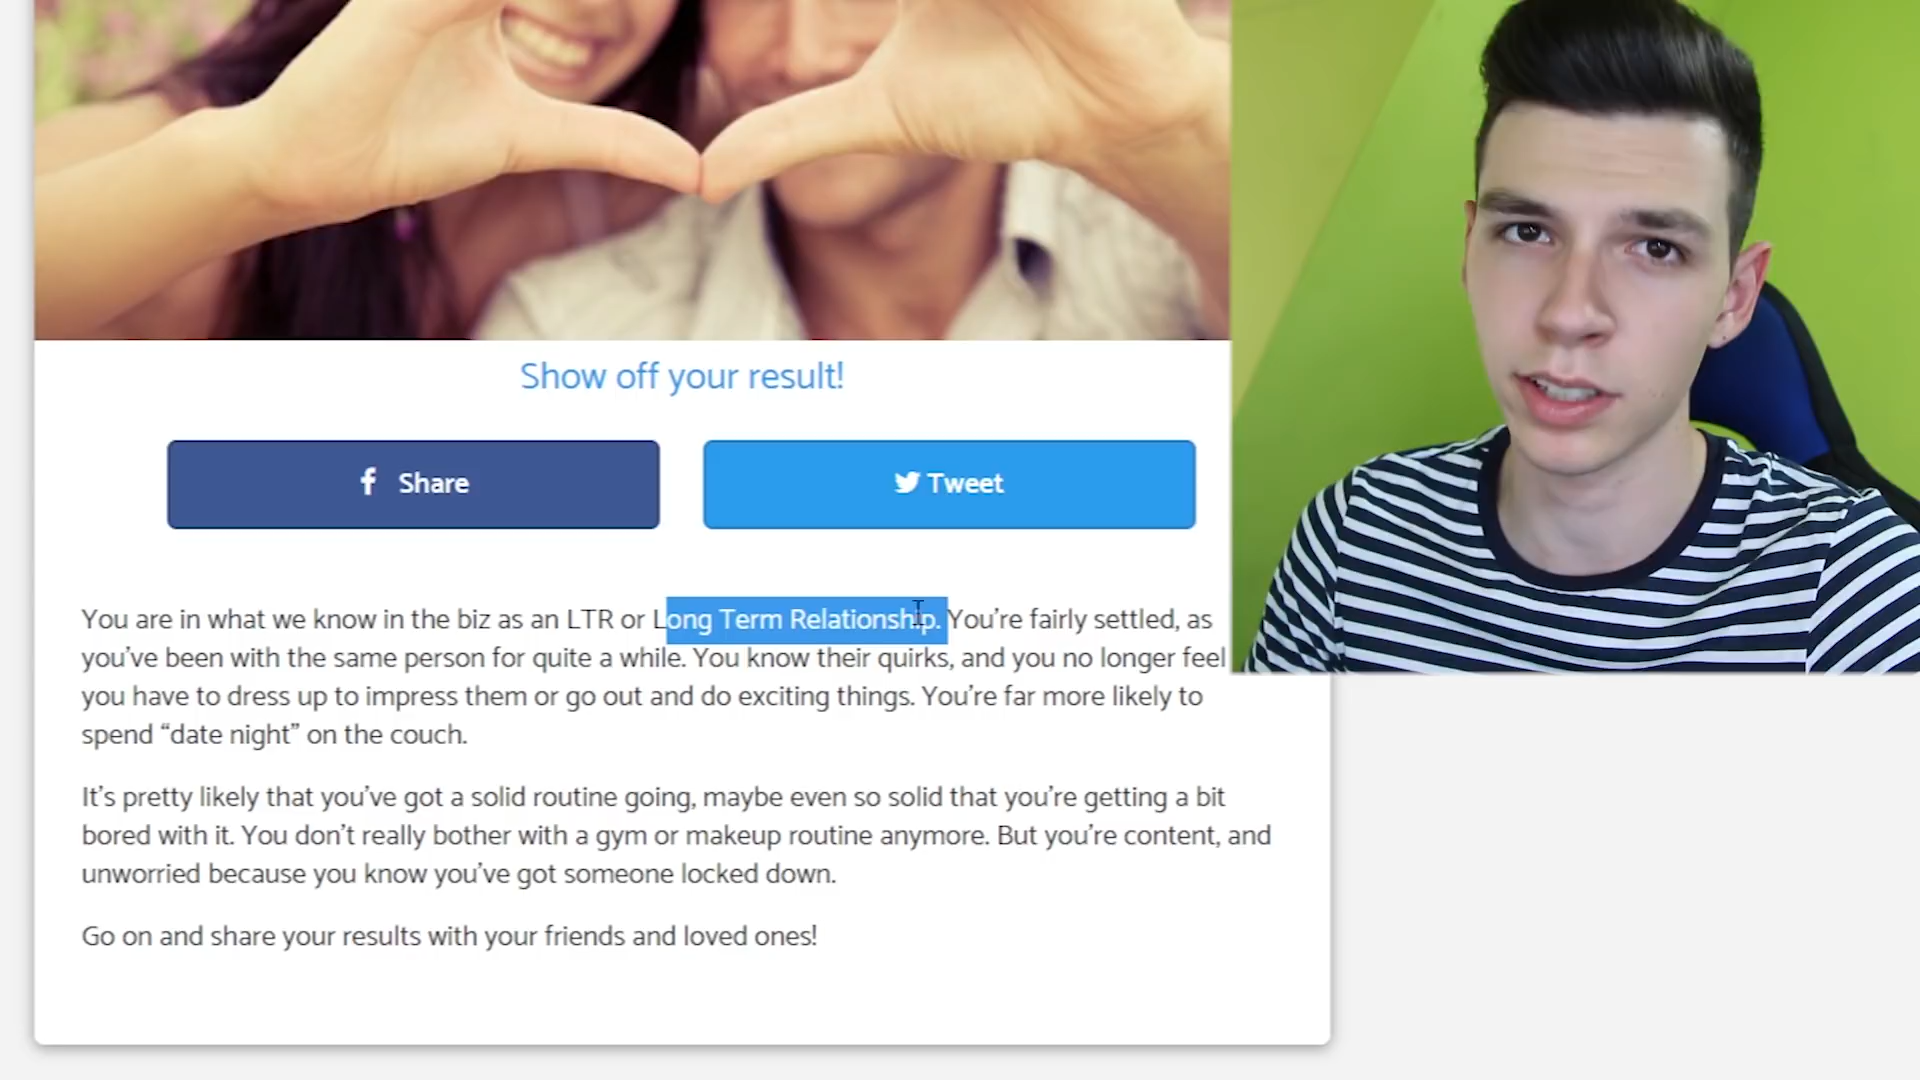 Show off your result!
Share
Tweet
You are in what we know in the biz as an LTR or Long Term Relationship. You’re fairly settled, as
you’ve been with the same person for quite a while. You know their quirks, and you no longer feel
you have to dress up to impress them or go out and do exciting things. You’re far more likely to
spend “date night” on the couch.
It’s pretty likely that you’ve got a solid routine going, maybe even so solid that you’re getting a bit
bored with it. You don’t really bother with a gym or makeup routine anymore. But you’re content, and
unworried because you know you’ve got someone locked down.
Go on and share your results with your friends and loved ones!